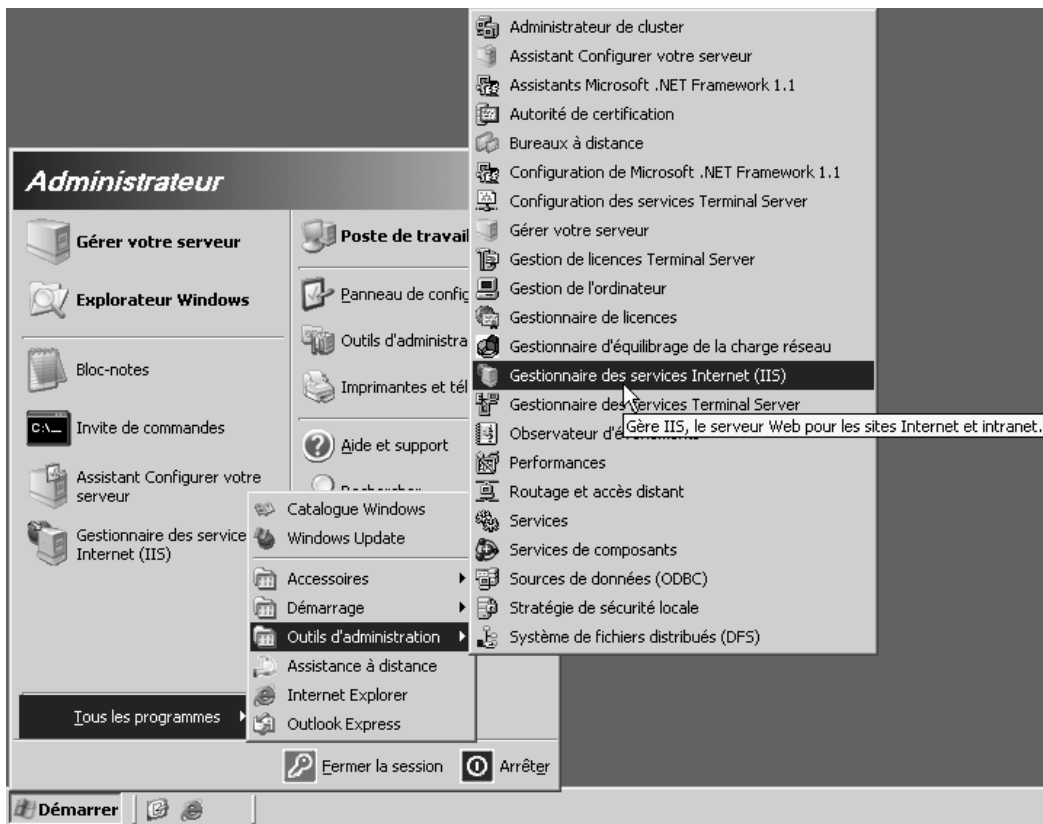 Administrateur
Gérer votre serveur
Explorateur Windows
Bloc-notes
C:\_
Invite de commandes
Assistant Configurer votre
serveur
Gestionnaire des service
Internet (IIS)
Tous les programmes
Poste de travail
Panneau de config
Outils d'administra
Imprimantes et tél
Aide et support
Catalogue Windows
Windows Update
Accessoires
Démarrage
Outils d'administration
Assistance à distance
Internet Explorer
Outlook Express
Administrateur de cluster
Assistant Configurer votre serveur
Assistants Microsoft .NET Framework 1.1
Autorité de certification
Bureaux à distance
Configuration de Microsoft .NET Framework 1.1
Configuration des services Terminal Server
Gérer votre serveur
Gestion de licences Terminal Server
Gestion de l'ordinateur
Gestionnaire de licences
Gestionnaire d'équilibrage de la charge réseau
Gestionnaire des services Internet (IIS)
Gestionnaire des services Terminal Server
Gère IIS, le serveur Web pour les sites Internet et intranet.
Observateur
Performances
Routage et accès distant
Services
Services de composants
Sources de données (ODBC)
Stratégie de sécurité locale
Système de fichiers distribués (DFS)
Fermer la session
Arrêter
Démarrer